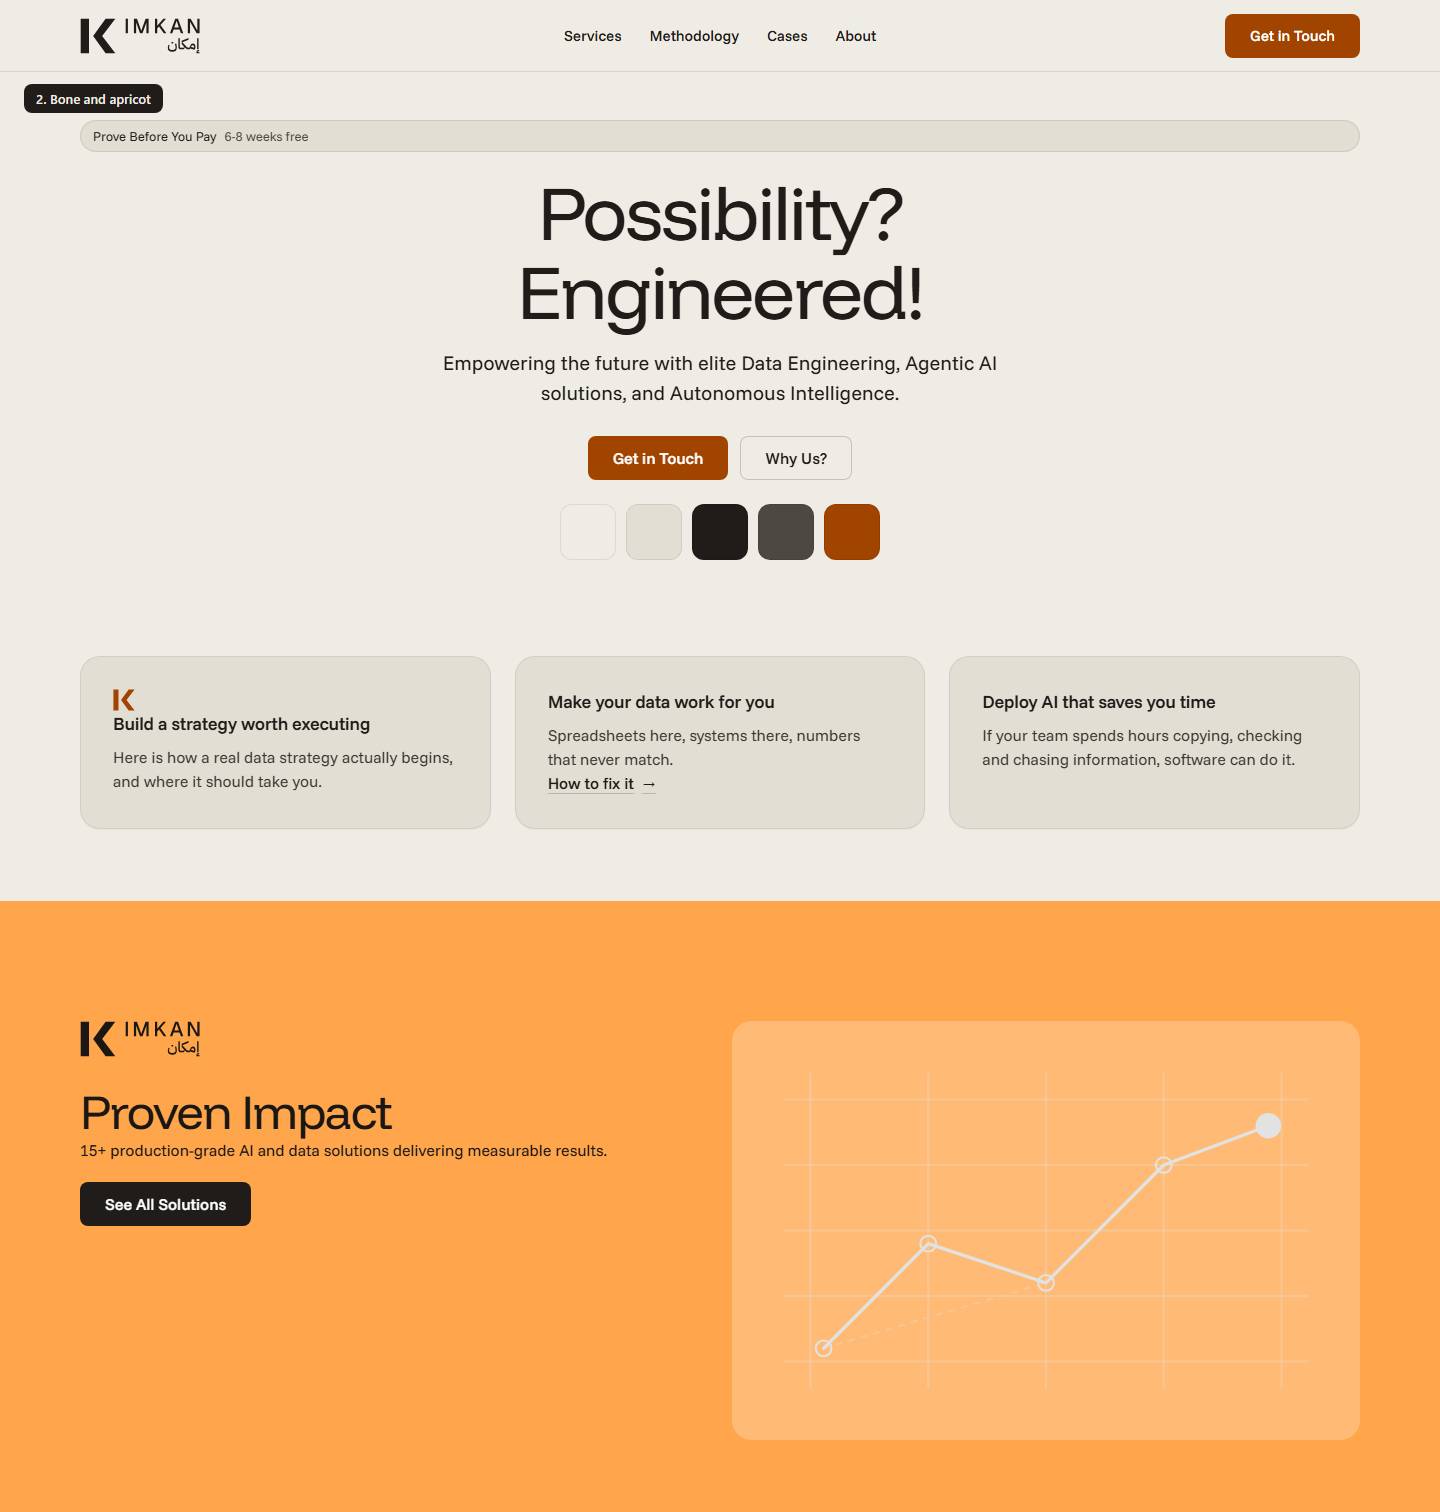 IMKAN
إمكان
Services Methodology Cases About
Get in Touch
2. Bone and apricot
Prove Before You Pay 6-8 weeks free
Possibility?
Engineered!
Empowering the future with elite Data Engineering, Agentic AI
solutions, and Autonomous Intelligence.
Get in Touch Why Us?
Build a strategy worth executing
Here is how a real data strategy actually begins,
and where it should take you.
Make your data work for you
Spreadsheets here, systems there, numbers
that never match.
How to fix it →
Deploy AI that saves you time
If your team spends hours copying, checking
and chasing information, software can do it.
IMKAN
إمكان
Proven Impact
15+ production-grade AI and data solutions delivering measurable results.
See All Solutions